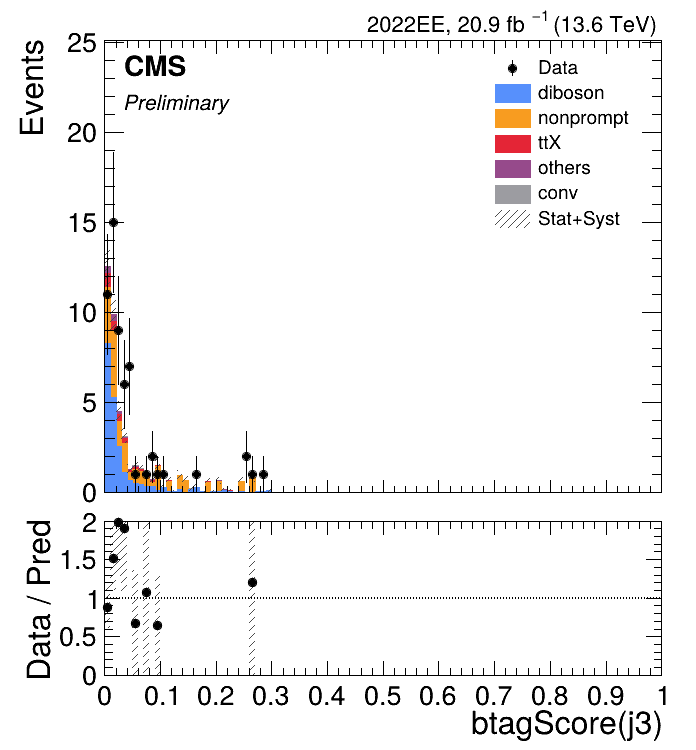 2022EE, 20.9 fb⁻¹ (13.6 TeV)
CMS
Preliminary
Events
25
20
15
10
5
0
Data
diboson
nonprompt
ttX
others
conv
Stat+Syst
Data / Pred
2
1.5
1
0.5
0
0 0.1 0.2 0.3 0.4 0.5 0.6 0.7 0.8 0.9 1
btagScore(j3)